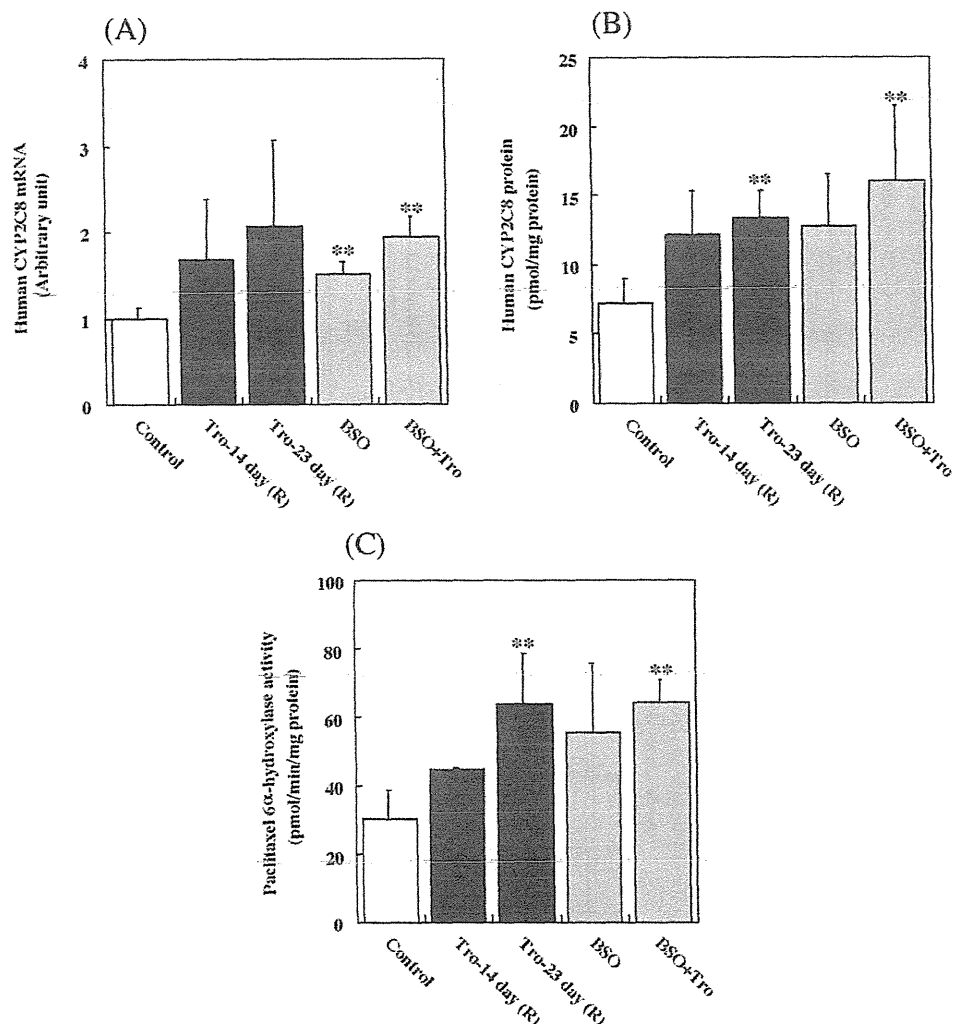 (A)
Human CYP2C8 mRNA
(Arbitrary unit)
4
3
2
1
0
**
**
Control
Tro-14 day (R)
Tro-23 day (R)
BSO
BSO+Tro
(B)
Human CYP2C8 protein
(pmol/mg protein)
25
20
15
10
5
0
**
**
Control
Tro-14 day (R)
Tro-23 day (R)
BSO
BSO+Tro
(C)
Paclitaxel 6α-hydroxylase activity
(pmol/min/mg protein)
100
80
60
40
20
0
**
**
Control
Tro-14 day (R)
Tro-23 day (R)
BSO
BSO+Tro